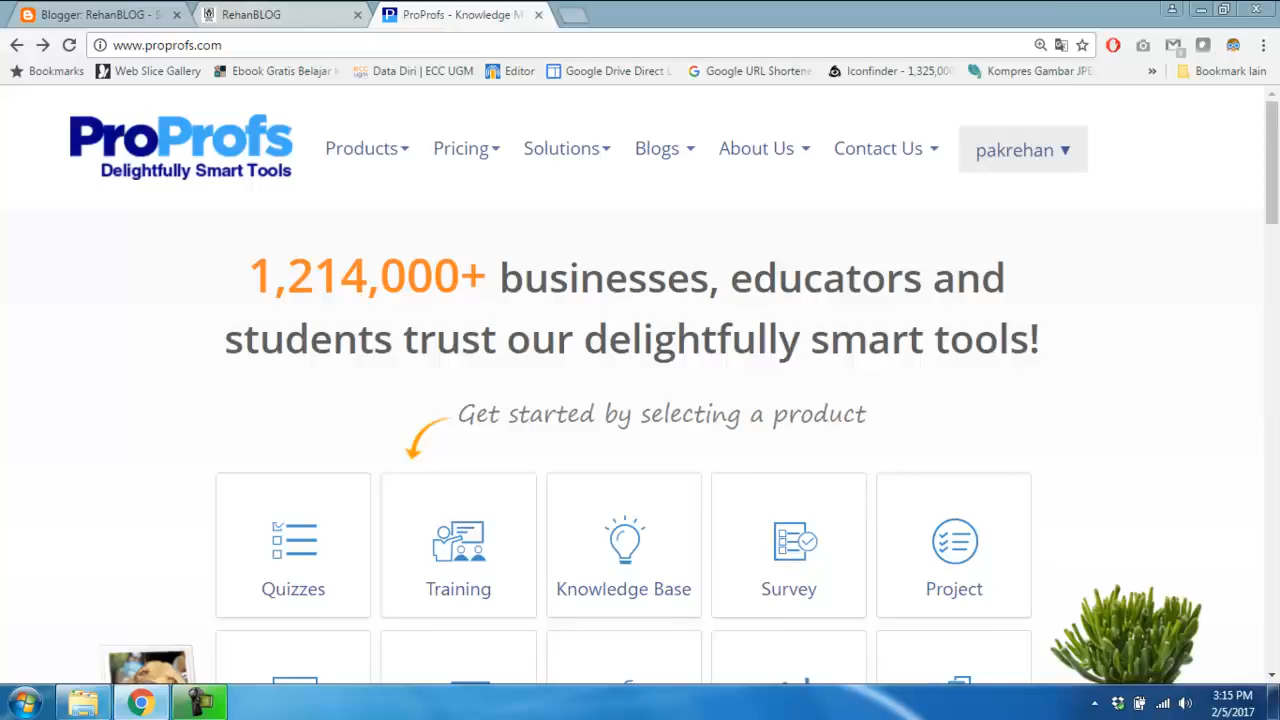 Blogger: RehanBLOG - S
RehanBLOG
ProProfs - Knowledge M
www.proprofs.com
Bookmarks
Web Slice Gallery
Ebook Gratis Belajar
Data Diri | ECC UGM
Editor
Google Drive Direct L
Google URL Shortene
Iconfinder - 1,325,00
Kompres Gambar JPE
»
Bookmark lain
ProProfs
Delightfully Smart Tools
Products
Pricing
Solutions
Blogs
About Us
Contact Us
pakrehan
1,214,000+ businesses, educators and
students trust our delightfully smart tools!
Get started by selecting a product
Quizzes
Training
Knowledge Base
Survey
Project
3:15 PM
2/5/2017